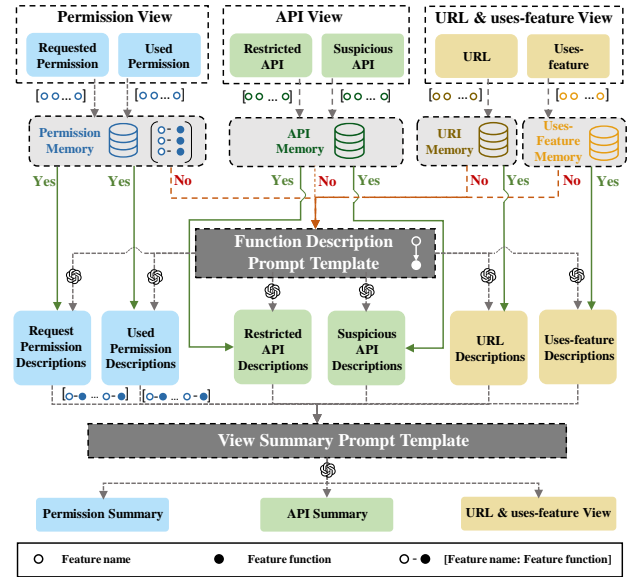 Permission View
API View
URL & uses-feature View
Requested
Permission
Used
Permission
Restricted
API
Suspicious
API
URL
Uses-
feature
[ ... ]
[ ... ]
[ ... ]
[ ... ]
[ ... ]
[ ... ]
Permission
Memory
API
Memory
URI
Memory
Uses-
Feature
Memory
Yes
Yes
No
Yes
No
Yes
No
Yes
No
Yes
Function Description
Prompt Template
Request
Permission
Descriptions
Used
Permission
Descriptions
Restricted
API
Descriptions
Suspicious
API
Descriptions
URL
Descriptions
Uses-feature
Descriptions
[ - ... - ]
[ - ... - ]
View Summary Prompt Template
Permission Summary
API Summary
URL & uses-feature View
Feature name
Feature function
[Feature name: Feature function]